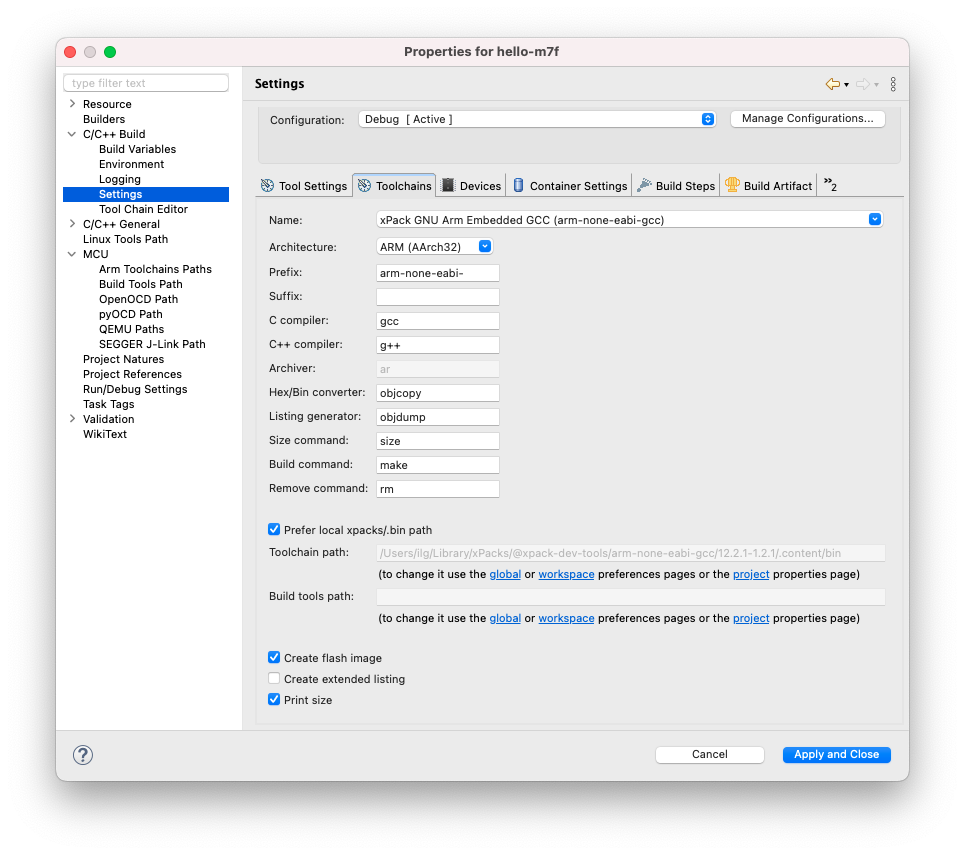 Properties for hello-m7f
type filter text
Resource
Builders
C/C++ Build
Build Variables
Environment
Logging
Settings
Tool Chain Editor
C/C++ General
Linux Tools Path
MCU
Arm Toolchains Paths
Build Tools Path
OpenOCD Path
pyOCD Path
QEMU Paths
SEGGER J-Link Path
Project Natures
Project References
Run/Debug Settings
Task Tags
Validation
WikiText
Settings
Configuration: Debug [ Active ] Manage Configurations...
Tool Settings Toolchains Devices Container Settings Build Steps Build Artifact »2
Name: xPack GNU Arm Embedded GCC (arm-none-eabi-gcc)
Architecture: ARM (AArch32)
Prefix: arm-none-eabi-
Suffix:
C compiler: gcc
C++ compiler: g++
Archiver: ar
Hex/Bin converter: objcopy
Listing generator: objdump
Size command: size
Build command: make
Remove command: rm
Prefer local xpacks/.bin path
Toolchain path: /Users/ilg/Library/xPacks/@xpack-dev-tools/arm-none-eabi-gcc/12.2.1-1.2.1/.content/bin
(to change it use the global or workspace preferences pages or the project properties page)
Build tools path:
(to change it use the global or workspace preferences pages or the project properties page)
Create flash image
Create extended listing
Print size
? Cancel Apply and Close